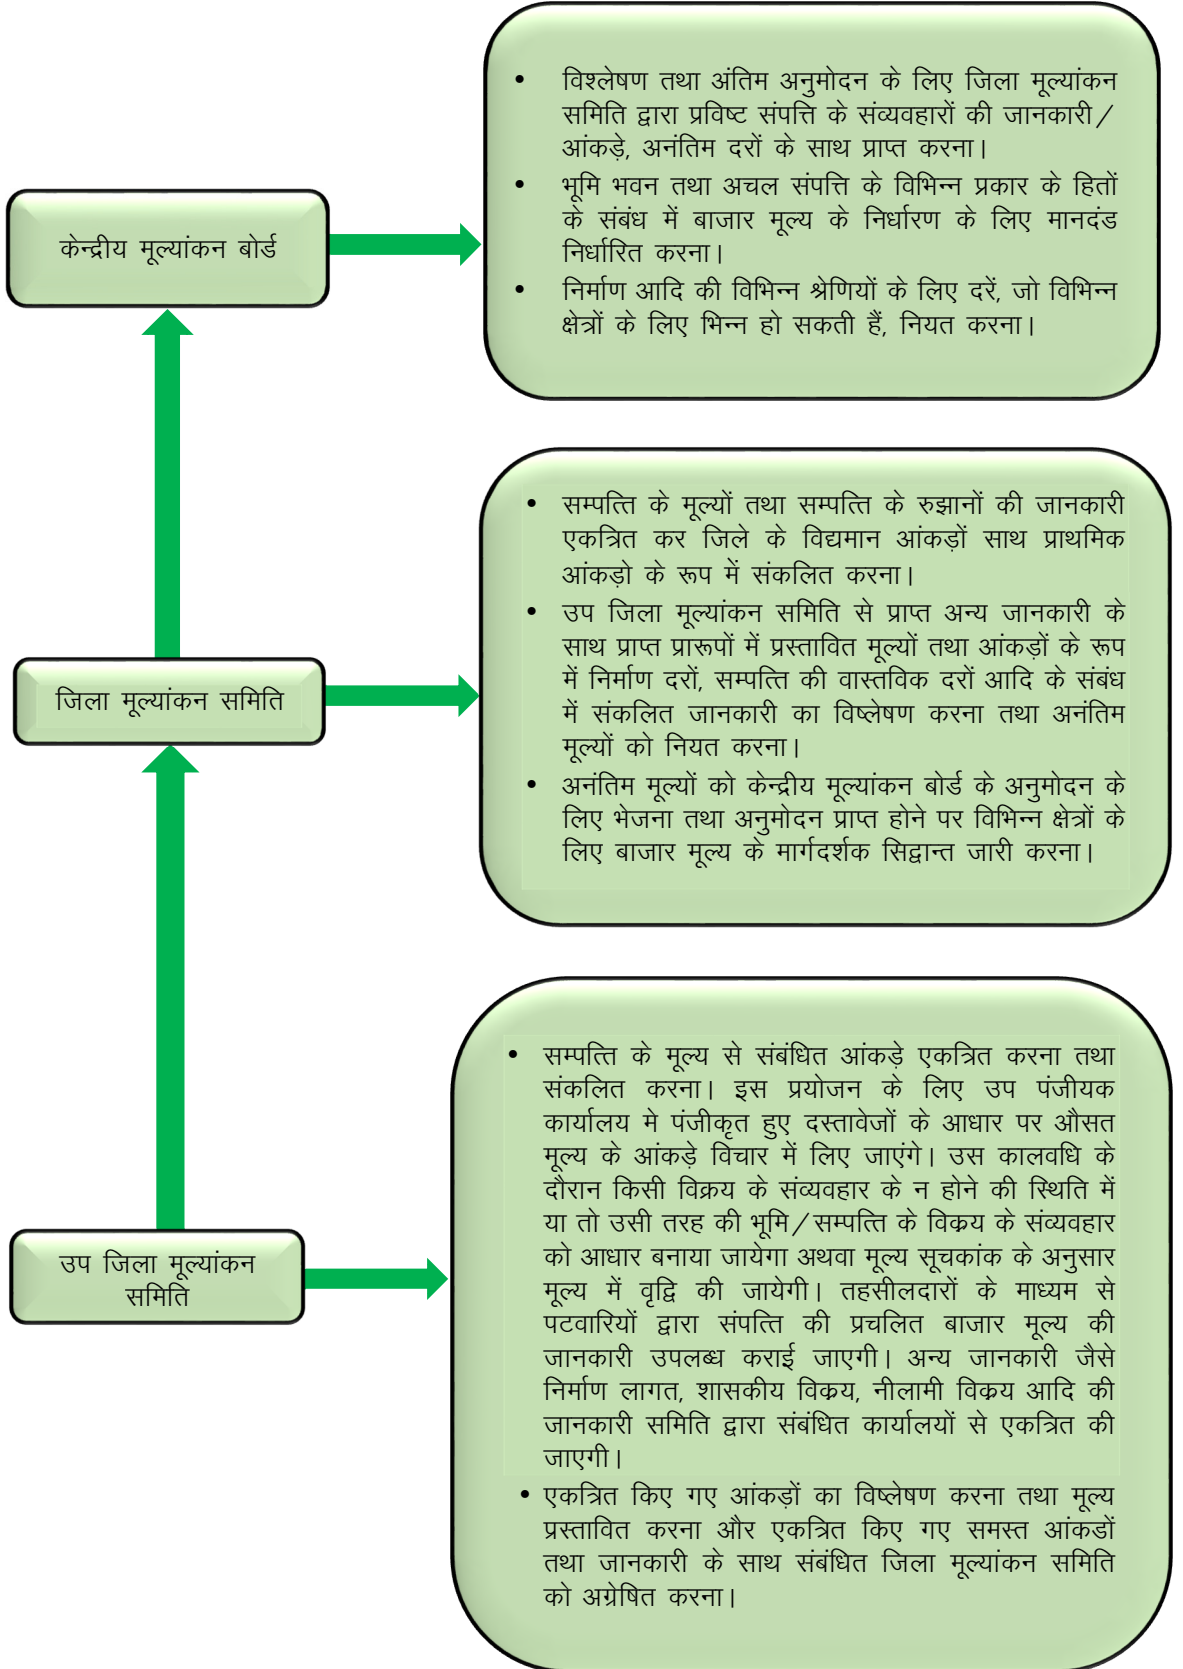 • विश्लेषण तथा अंतिम अनुमोदन के लिए जिला मूल्यांकन
समिति द्वारा प्रविष्ट संपत्ति के संव्यवहारों की जानकारी/
आंकड़े, अनंतिम दरों के साथ प्राप्त करना।
• भूमि भवन तथा अचल संपत्ति के विभिन्न प्रकार के हितों
के संबंध में बाजार मूल्य के निर्धारण के लिए मानदंड
निर्धारित करना।
• निर्माण आदि की विभिन्न श्रेणियों के लिए दरें, जो विभिन्न
क्षेत्रों के लिए भिन्न हो सकती हैं, नियत करना।
केन्द्रीय मूल्यांकन बोर्ड
• सम्पत्ति के मूल्यों तथा सम्पत्ति के रुझानों की जानकारी
एकत्रित कर जिले के विद्यमान आंकड़ों साथ प्राथमिक
आंकड़ो के रूप में संकलित करना।
• उप जिला मूल्यांकन समिति से प्राप्त अन्य जानकारी के
साथ प्राप्त प्रारूपों में प्रस्तावित मूल्यों तथा आंकड़ों के रूप
में निर्माण दरों, सम्पत्ति की वास्तविक दरों आदि के संबंध
में संकलित जानकारी का विष्लेषण करना तथा अनंतिम
मूल्यों को नियत करना।
• अनंतिम मूल्यों को केन्द्रीय मूल्यांकन बोर्ड के अनुमोदन के
लिए भेजना तथा अनुमोदन प्राप्त होने पर विभिन्न क्षेत्रों के
लिए बाजार मूल्य के मार्गदर्शक सिद्वान्त जारी करना।
जिला मूल्यांकन समिति
• सम्पत्ति के मूल्य से संबंधित आंकड़े एकत्रित करना तथा
संकलित करना। इस प्रयोजन के लिए उप पंजीयक
कार्यालय मे पंजीकृत हुए दस्तावेजों के आधार पर औसत
मूल्य के आंकड़े विचार में लिए जाएंगे। उस कालवधि के
दौरान किसी विक्रय के संव्यवहार के न होने की स्थिति में
या तो उसी तरह की भूमि/सम्पत्ति के विक्रय के संव्यवहार
को आधार बनाया जायेगा अथवा मूल्य सूचकांक के अनुसार
मूल्य में वृद्वि की जायेगी। तहसीलदारों के माध्यम से
पटवारियों द्वारा संपत्ति की प्रचलित बाजार मूल्य की
जानकारी उपलब्ध कराई जाएगी। अन्य जानकारी जैसे
निर्माण लागत, शासकीय विक्रय, नीलामी विक्रय आदि की
जानकारी समिति द्वारा संबंधित कार्यालयों से एकत्रित की
जाएगी।
• एकत्रित किए गए आंकड़ों का विष्लेषण करना तथा मूल्य
प्रस्तावित करना और एकत्रित किए गए समस्त आंकडों
तथा जानकारी के साथ संबंधित जिला मूल्यांकन समिति
को अग्रेषित करना।
उप जिला मूल्यांकन
समिति